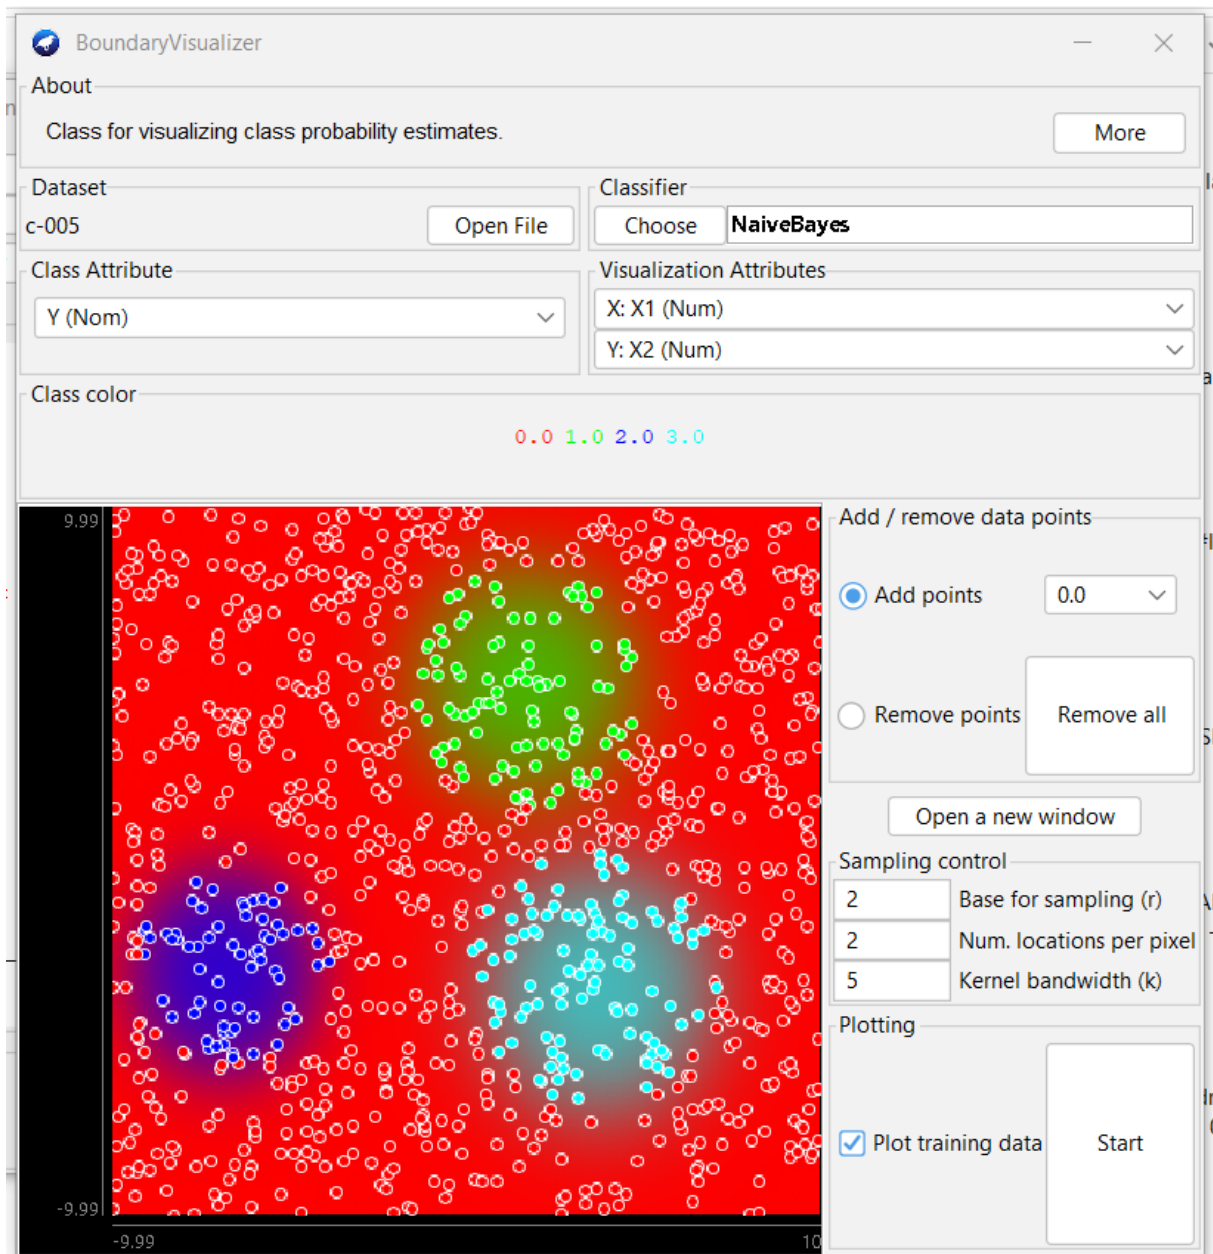 BoundaryVisualizer
About
Class for visualizing class probability estimates.
More
Dataset
c-005
Open File
Classifier
Choose
NaiveBayes
Class Attribute
Y (Nom)
Visualization Attributes
X: X1 (Num)
Y: X2 (Num)
Class color
0.0 1.0 2.0 3.0
9.99
-9.99
-9.99
10
Add / remove data points
Add points
0.0
Remove points
Remove all
Open a new window
Sampling control
2 Base for sampling (r)
2 Num. locations per pixel
5 Kernel bandwidth (k)
Plotting
Plot training data
Start